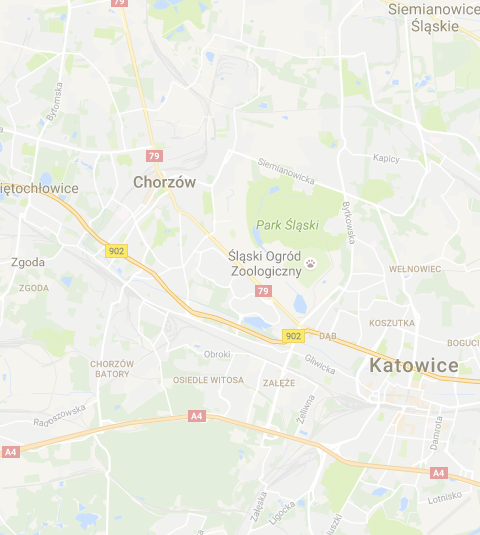 79
Siemianowice
Śląskie
Bytomska
79
Kapicy
Siemianowicka
Chorzów
iętochłowice
Park Śląski
Bytkowska
902
Śląski Ogród
Zoologiczny
Zgoda
WEŁNOWIEC
ZGODA
79
KOSZUTKA
902
DĄB
BOGUCI
Obroki
Gliwicka
CHORZÓW
BATORY
Katowice
OSIEDLE WITOSA
ZAŁĘŻE
Radoszowska
A4
Żeliwna
Damrota
A4
A4
Załęska
Ligocka
Lotnisko